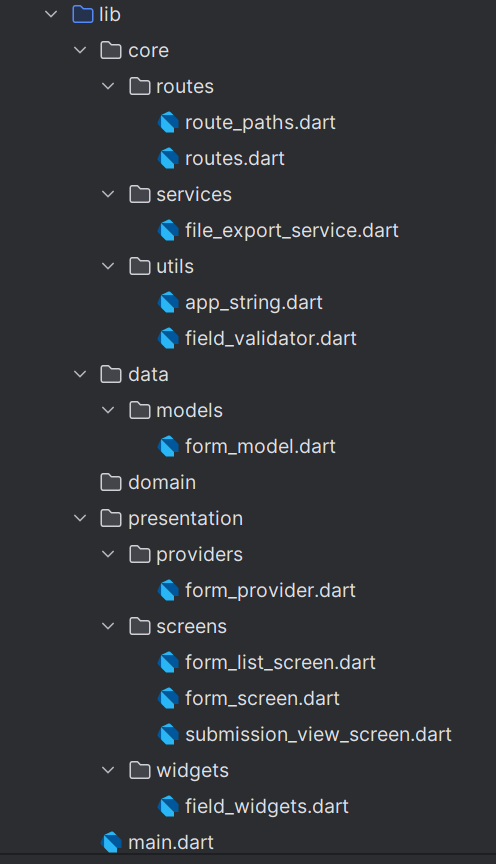 lib
core
routes
route_paths.dart
routes.dart
services
file_export_service.dart
utils
app_string.dart
field_validator.dart
data
models
form_model.dart
domain
presentation
providers
form_provider.dart
screens
form_list_screen.dart
form_screen.dart
submission_view_screen.dart
widgets
field_widgets.dart
main.dart